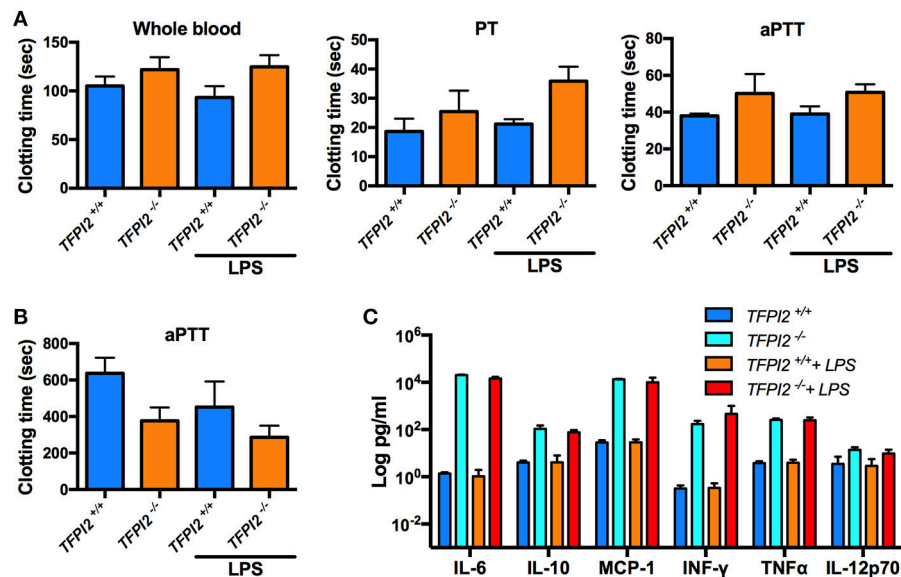 A
Whole blood
Clotting time (sec)
150
100
50
0
TFPI2 +/+
TFPI2 -/-
TFPI2 +/+
TFPI2 -/-
LPS
PT
Clotting time (sec)
50
40
30
20
10
0
TFPI2 +/+
TFPI2 -/-
TFPI2 +/+
TFPI2 -/-
LPS
aPTT
Clotting time (sec)
80
60
40
20
0
TFPI2 +/+
TFPI2 -/-
TFPI2 +/+
TFPI2 -/-
LPS
B
aPTT
Clotting time (sec)
800
600
400
200
0
TFPI2 +/+
TFPI2 -/-
TFPI2 +/+
TFPI2 -/-
LPS
C
TFPI2 +/+
TFPI2 -/-
TFPI2 +/+ + LPS
TFPI2 -/- + LPS
Log pg/ml
10^6
10^4
10^2
10^0
10^-2
IL-6 IL-10 MCP-1 INF-γ TNFα IL-12p70